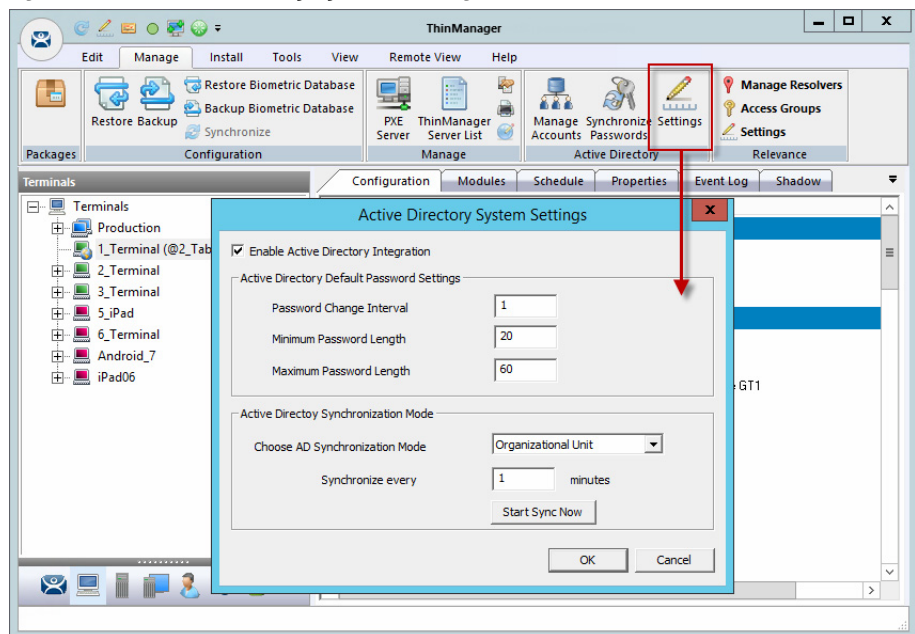 ThinManager
X
Edit Manage Install Tools View Remote View Help
Restore Backup
Restore Biometric Database
Backup Biometric Database
Synchronize
PXE Server
ThinManager Server List
Manage Accounts
Synchronize Passwords
Settings
Manage Resolvers
Access Groups
Settings
Packages Configuration Manage Active Directory Relevance
Terminals
Configuration Modules Schedule Properties Event Log Shadow
Terminals
Production
1_Terminal (@2_Tab
2_Terminal
3_Terminal
5_iPad
6_Terminal
Android_7
iPad06
GT1
Active Directory System Settings
X
Enable Active Directory Integration
Active Directory Default Password Settings
Password Change Interval 1
Minimum Password Length 20
Maximum Password Length 60
Active Directoy Synchronization Mode
Choose AD Synchronization Mode Organizational Unit
Synchronize every 1 minutes
Start Sync Now
OK Cancel